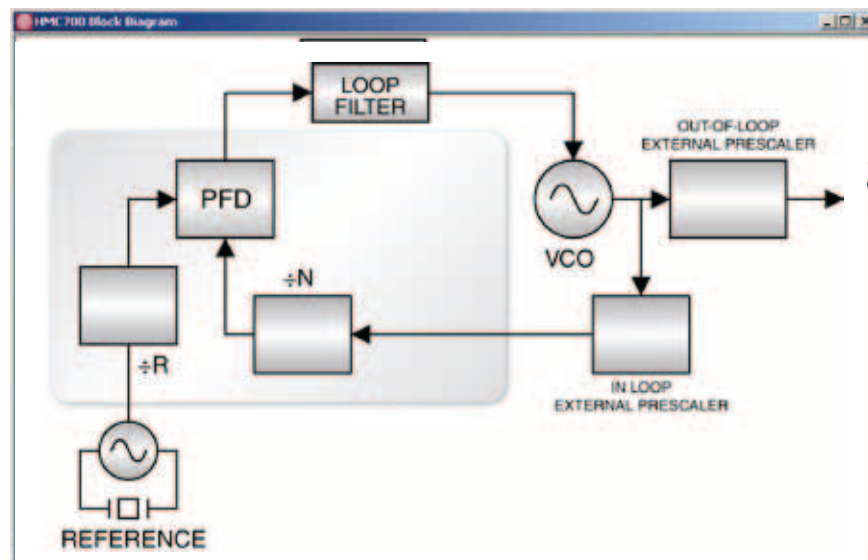 HMC700 Block Diagram
LOOP
FILTER
OUT-OF-LOOP
EXTERNAL PRESCALER
PFD
VCO
÷N
÷R
IN LOOP
EXTERNAL PRESCALER
REFERENCE